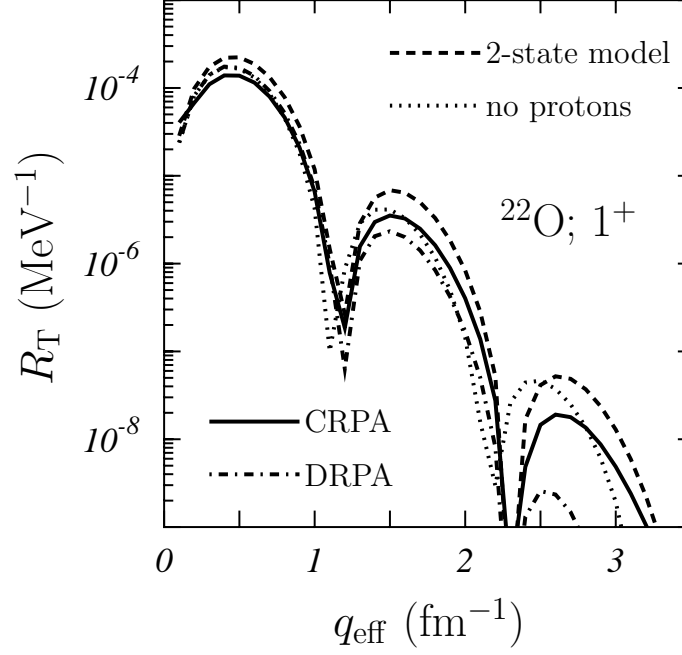 2-state model
no protons
10⁻⁴
²²O; 1⁺
10⁻⁶
R_T (MeV⁻¹)
CRPA
10⁻⁸
DRPA
0 1 2 3
q_eff (fm⁻¹)